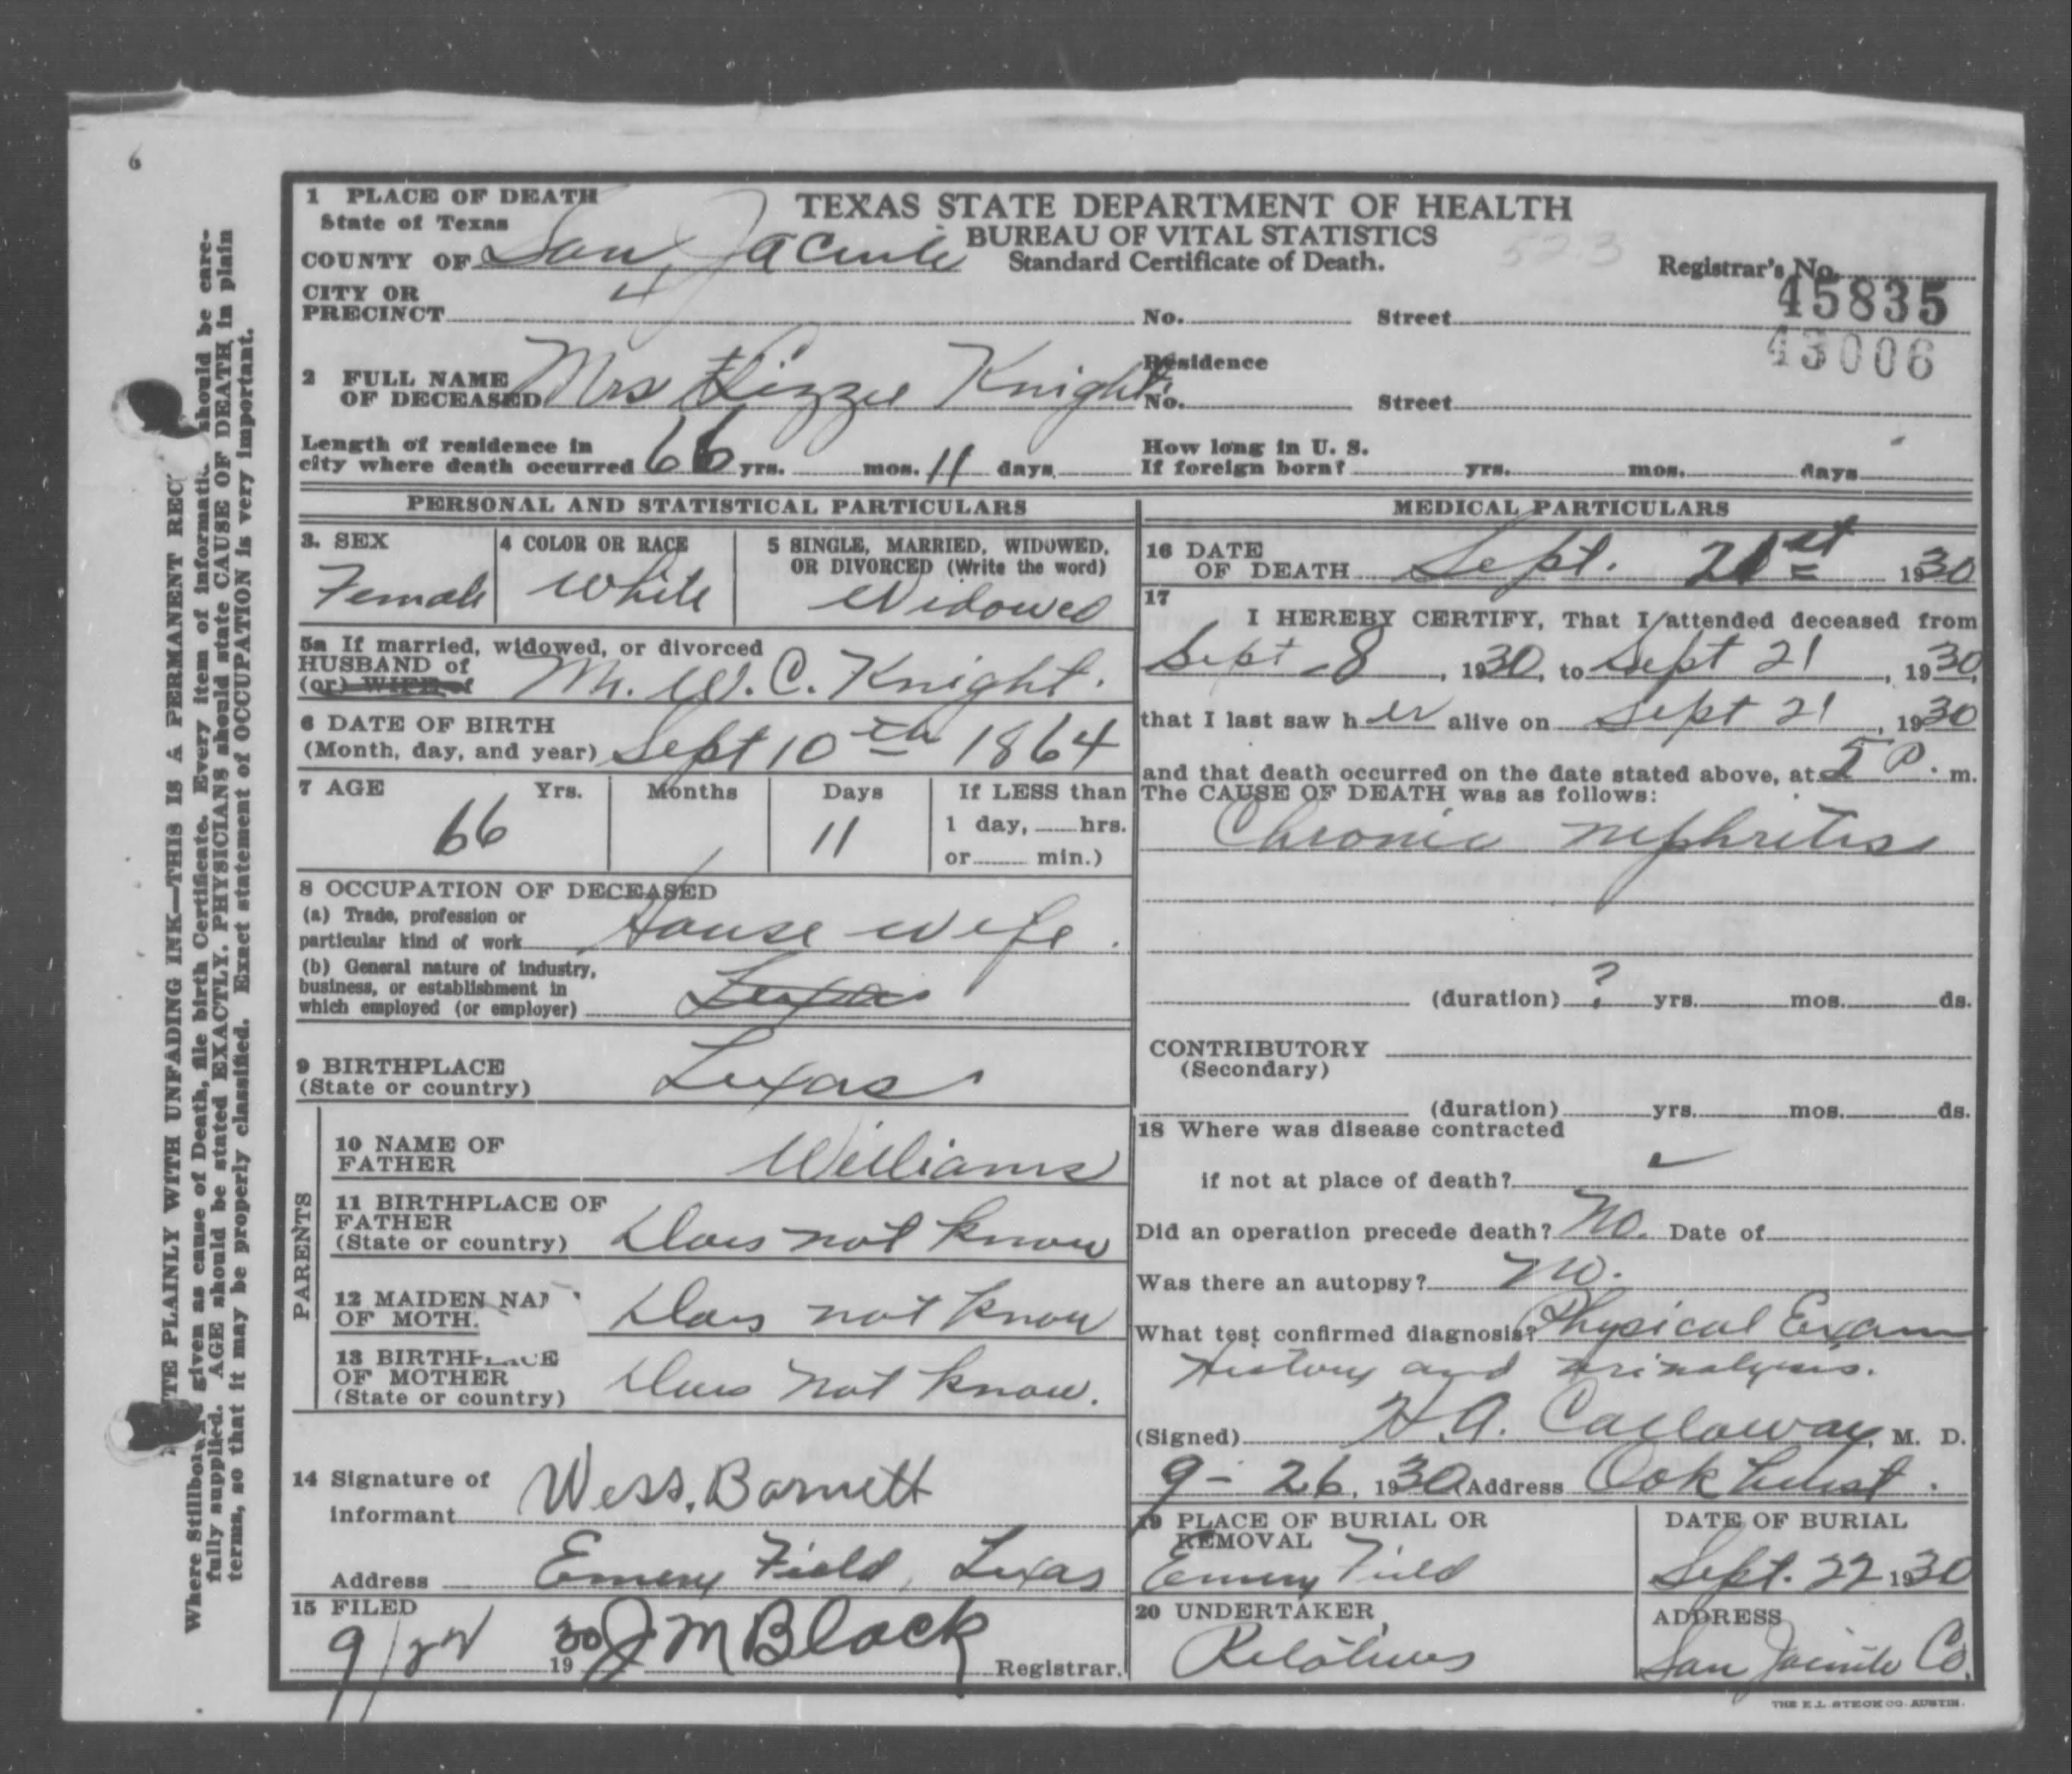 6
1 PLACE OF DEATH
State of Texas
COUNTY OF San Jacinto
CITY OR
PRECINCT 4
TEXAS STATE DEPARTMENT OF HEALTH
BUREAU OF VITAL STATISTICS
Standard Certificate of Death.
523
Registrar's No.
45835
43006
No. Street
2 FULL NAME
OF DECEASED Mrs Lizzie Knight
Residence
No. Street
Length of residence in
city where death occurred 66 yrs. mos. 11 days
How long in U. S.
If foreign born? yrs. mos. days
PERSONAL AND STATISTICAL PARTICULARS
3. SEX
Female
4 COLOR OR RACE
White
5 SINGLE, MARRIED, WIDOWED,
OR DIVORCED (Write the word)
Widowed
5a If married, widowed, or divorced
HUSBAND of
(or) WIFE of
M. W. C. Knight.
6 DATE OF BIRTH
(Month, day, and year) Sept 10th 1864
7 AGE Yrs. Months Days If LESS than
66 11 1 day, hrs.
or min.)
8 OCCUPATION OF DECEASED
(a) Trade, profession or
particular kind of work House wife.
(b) General nature of industry,
business, or establishment in
which employed (or employer) Texas
9 BIRTHPLACE
(State or country) Texas
PARENTS
10 NAME OF
FATHER Williams
11 BIRTHPLACE OF
FATHER
(State or country) Does not know
12 MAIDEN NA
OF MOTH Does not know
13 BIRTHPLACE
OF MOTHER
(State or country) Does not know.
14 Signature of
informant Wess. Barnett
Address Emery Field, Texas
15 FILED
9/22 1930 J M Black Registrar.
MEDICAL PARTICULARS
16 DATE
OF DEATH Sept. 21st 1930
17
I HEREBY CERTIFY, That I attended deceased from
Sept 8, 1930, to Sept 21, 1930,
that I last saw her alive on Sept 21, 1930
and that death occurred on the date stated above, at 5 P. m.
The CAUSE OF DEATH was as follows:
Chronic nephritis
(duration) ? yrs. mos. ds.
CONTRIBUTORY
(Secondary)
(duration) yrs. mos. ds.
18 Where was disease contracted
if not at place of death?
Did an operation precede death? No. Date of
Was there an autopsy? no.
What test confirmed diagnosis? Physical Exam
History and urinalysis.
(Signed) H. A. Callaway, M. D.
9-26, 1930 Address Oakhurst.
19 PLACE OF BURIAL OR
REMOVAL
Emery Field
DATE OF BURIAL
Sept. 22 1930
20 UNDERTAKER
Relatives
ADDRESS
San Jacinto Co.
THE E.L. STECK CO. AUSTIN.
TE PLAINLY WITH UNFADING INK—THIS IS A PERMANENT REC
Where Stillborn given as cause of Death, file birth Certificate. Every item of informati should be care-
fully supplied. AGE should be stated EXACTLY. PHYSICIANS should state CAUSE OF DEATH in plain
terms, so that it may be properly classified. Exact statement of OCCUPATION is very important.